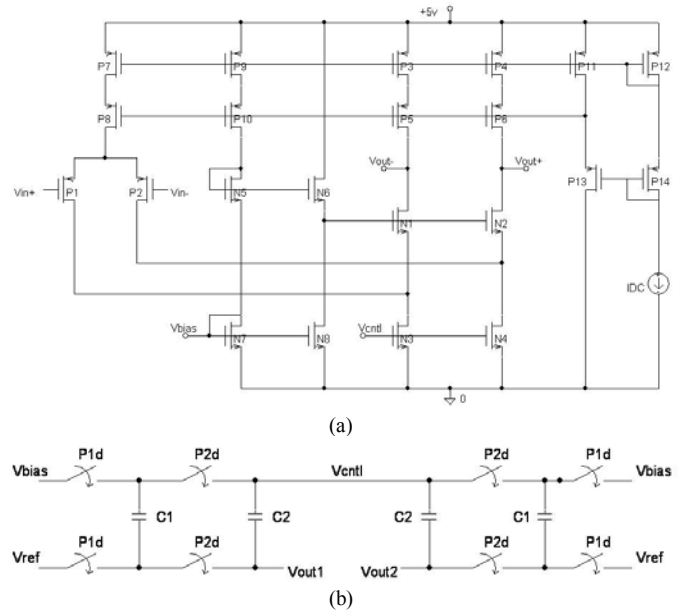 +5v
P7 P9 P3 P4 P11 P12
P8 P10 P5 P6
Vout- Vout+
Vin+ P1 P2 Vin- N5 N6 P13 P14
N1 N2
IDC
Vbias Vcntl
N7 N8 N3 N4
0
(a)
P1d P2d P2d P1d
Vbias Vcntl Vbias
C1 C2 C2 C1
P1d P2d P2d P1d
Vref Vout1 Vout2 Vref
(b)